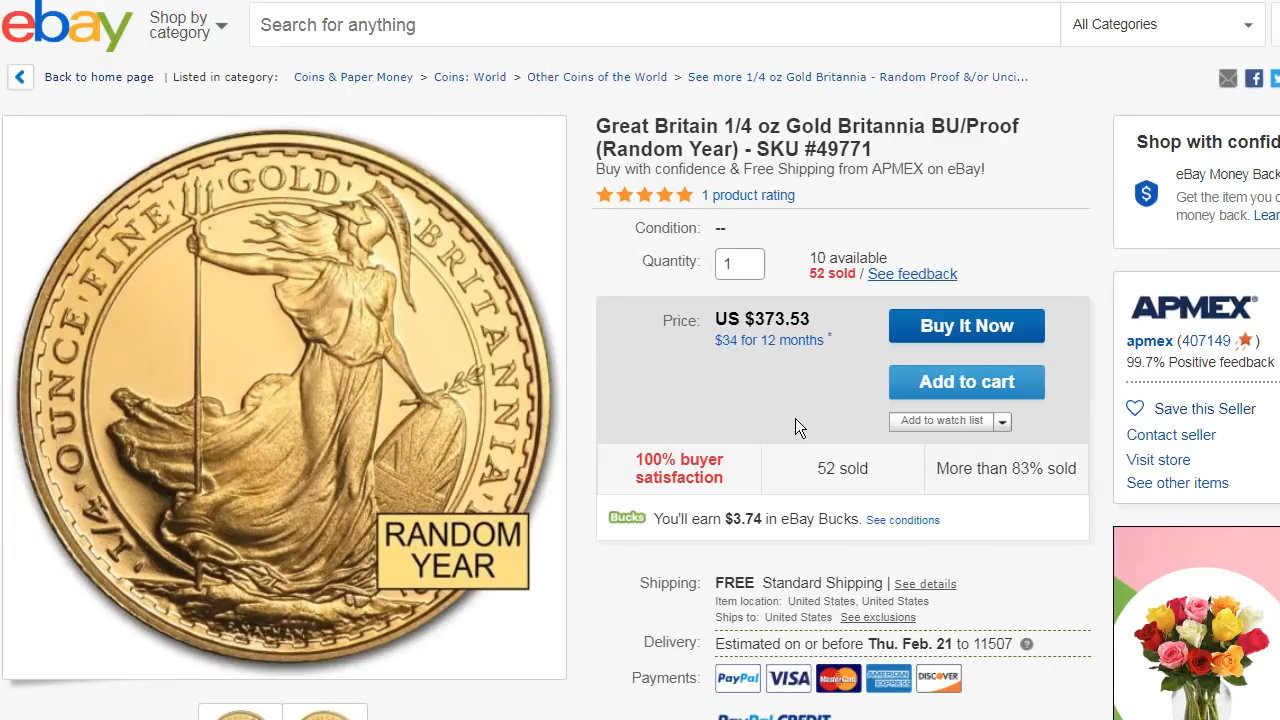 ebay
Shop by
category
Search for anything
All Categories
Back to home page | Listed in category: Coins & Paper Money > Coins: World > Other Coins of the World > See more 1/4 oz Gold Britannia - Random Proof &/or Unci...
Great Britain 1/4 oz Gold Britannia BU/Proof
(Random Year) - SKU #49771
Buy with confidence & Free Shipping from APMEX on eBay!
1 product rating
Condition: --
Quantity: 1
10 available
52 sold / See feedback
Price: US $373.53
$34 for 12 months *
Buy It Now
Add to cart
Add to watch list
100% buyer
satisfaction
52 sold
More than 83% sold
Bucks You'll earn $3.74 in eBay Bucks. See conditions
Shipping: FREE Standard Shipping | See details
Item location: United States, United States
Ships to: United States See exclusions
Delivery: Estimated on or before Thu. Feb. 21 to 11507
Payments: PayPal VISA MasterCard AMERICAN EXPRESS DISCOVER
PayPal CREDIT
1/4 OUNCE FINE GOLD BRITANNIA
P. NATHAN
RANDOM
YEAR
Shop with confid
eBay Money Back
Get the item you o
money back. Lear
APMEX
apmex (407149 )
99.7% Positive feedback
Save this Seller
Contact seller
Visit store
See other items